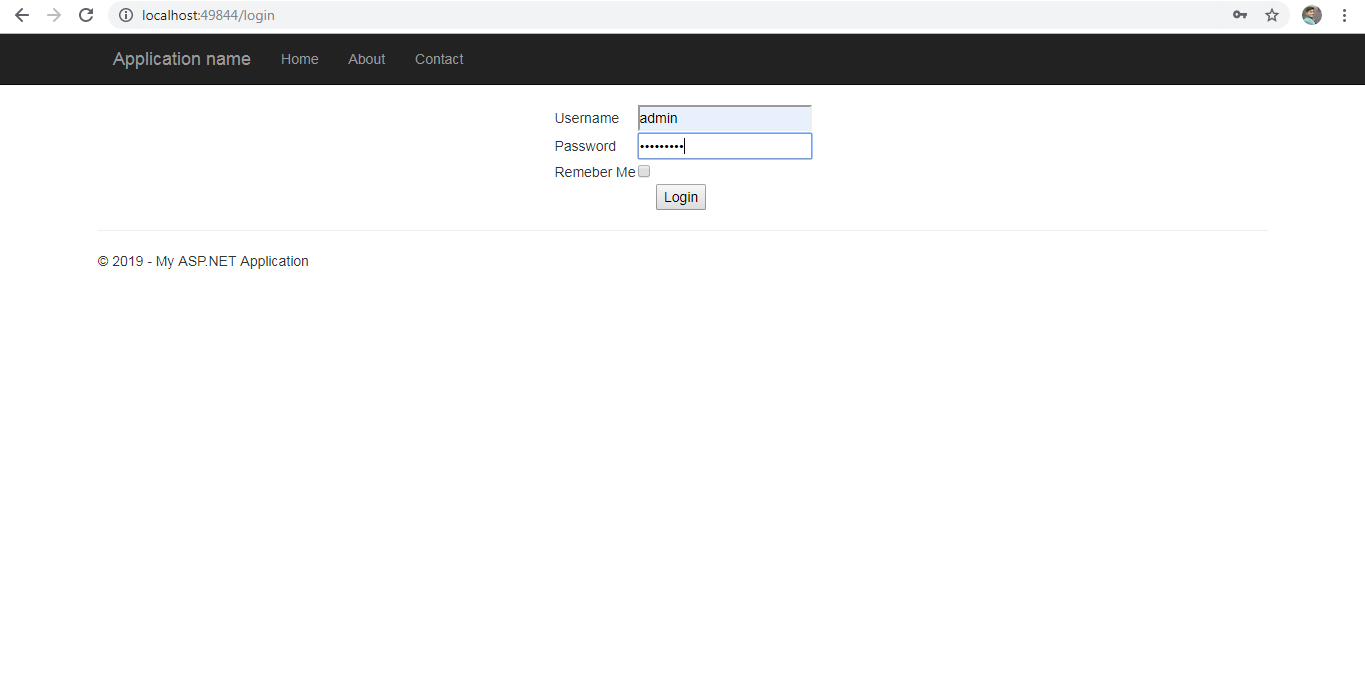 localhost:49844/login
Application name Home About Contact
Username admin
Password •••••••••
Remeber Me
Login
© 2019 - My ASP.NET Application